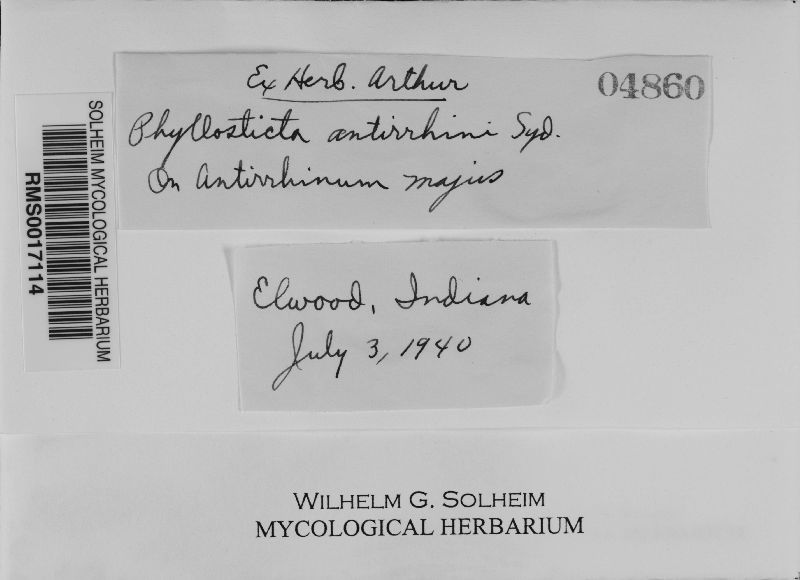 Ex Herb. Arthur
04860
Phyllosticta antirrhini Syd.
On Antirrhinum majus
SOLHEIM MYCOLOGICAL HERBARIUM
RMS0017114
Elwood, Indiana
July 3, 1940
WILHELM G. SOLHEIM
MYCOLOGICAL HERBARIUM